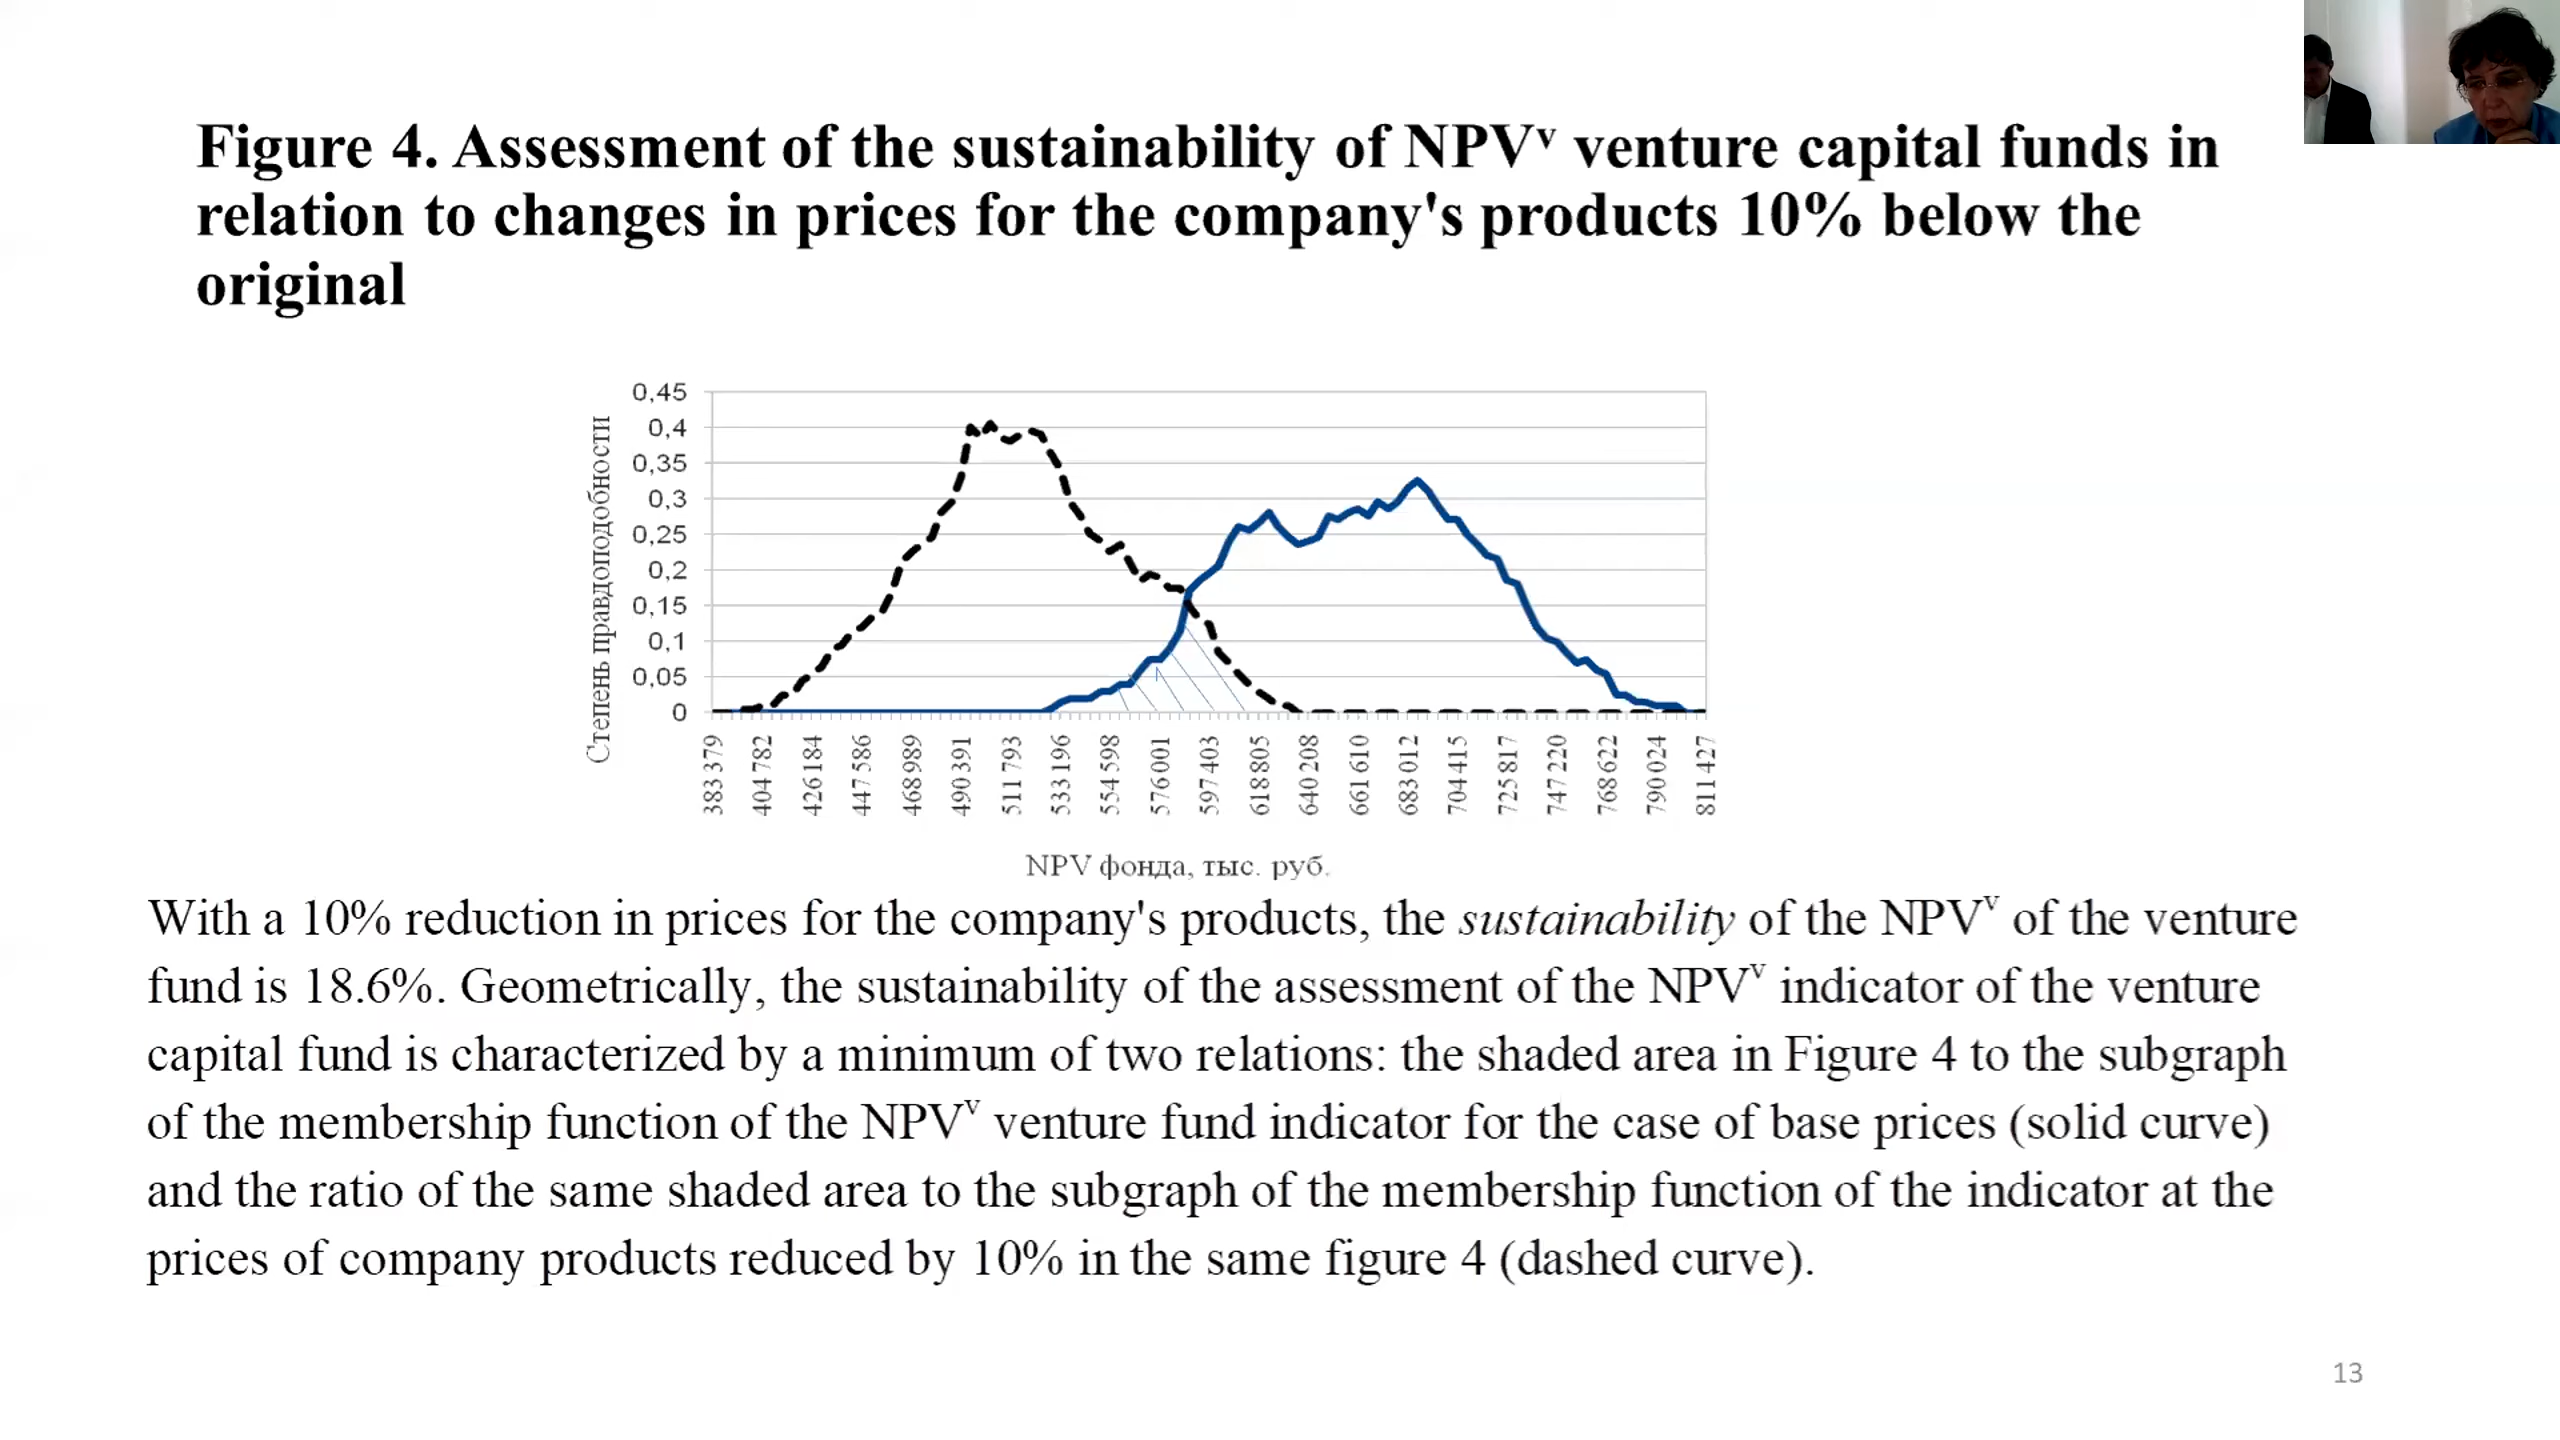 Figure 4. Assessment of the sustainability of NPVᵛ venture capital funds in
relation to changes in prices for the company's products 10% below the
original
Степень правдоподобности
0,45
0,4
0,35
0,3
0,25
0,2
0,15
0,1
0,05
0
383 379
404 782
426 184
447 586
468 989
490 391
511 793
533 196
554 598
576 001
597 403
618 805
640 208
661 610
683 012
704 415
725 817
747 220
768 622
790 024
811 427
NPV фонда, тыс. руб.
With a 10% reduction in prices for the company's products, the sustainability of the NPVᵛ of the venture
fund is 18.6%. Geometrically, the sustainability of the assessment of the NPVᵛ indicator of the venture
capital fund is characterized by a minimum of two relations: the shaded area in Figure 4 to the subgraph
of the membership function of the NPVᵛ venture fund indicator for the case of base prices (solid curve)
and the ratio of the same shaded area to the subgraph of the membership function of the indicator at the
prices of company products reduced by 10% in the same figure 4 (dashed curve).
13